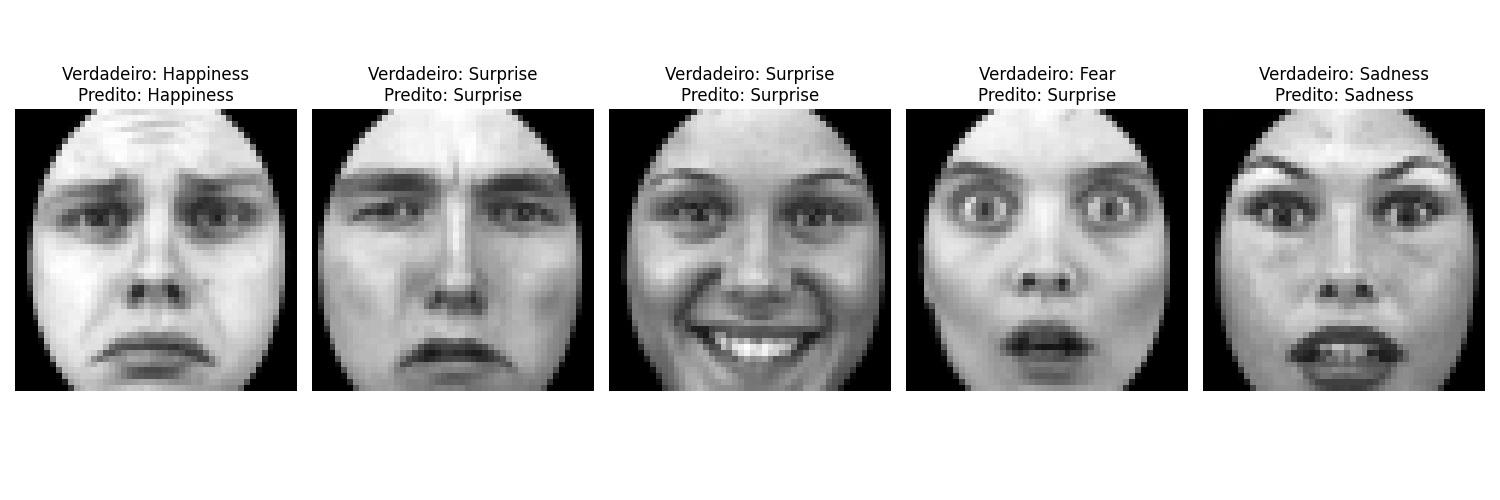 Verdadeiro: Happiness
Predito: Happiness
Verdadeiro: Surprise
Predito: Surprise
Verdadeiro: Surprise
Predito: Surprise
Verdadeiro: Fear
Predito: Surprise
Verdadeiro: Sadness
Predito: Sadness